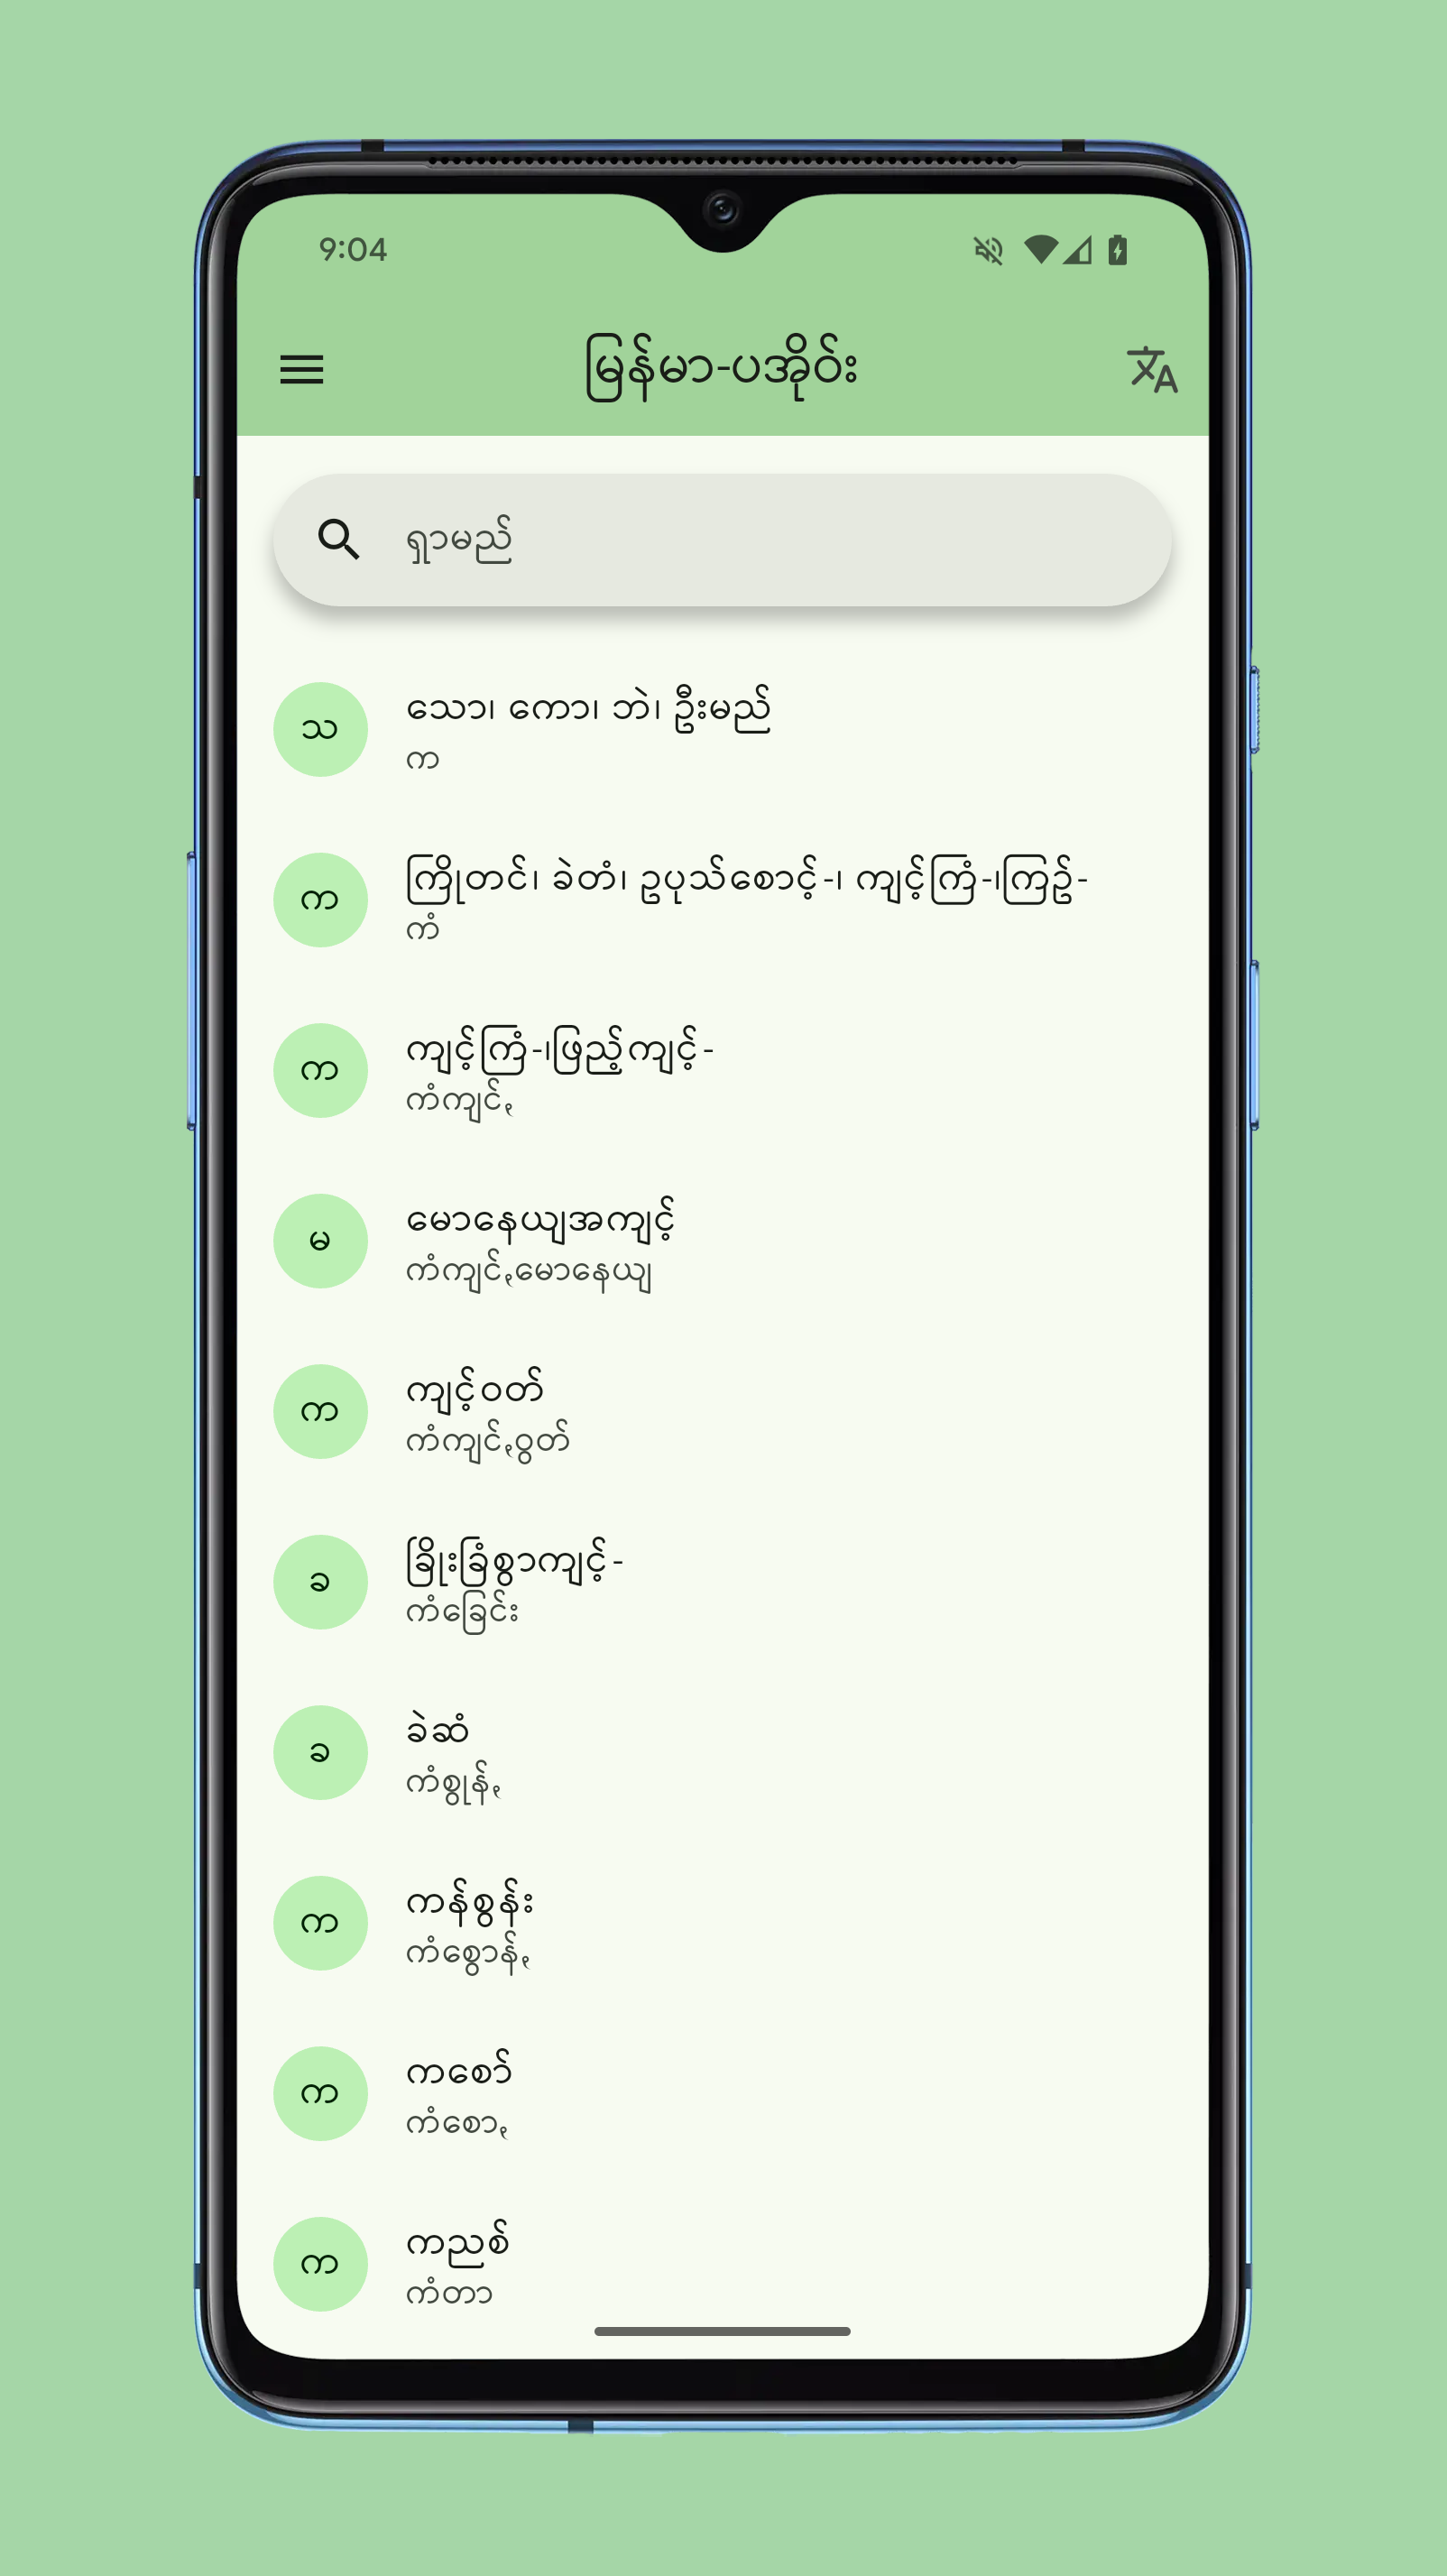 9:04
မြန်မာ-ပအိုဝ်း
ရှာမည်
သ
သော၊ ကော၊ ဘဲ၊ ဦးမည်
က
က
ကြိုတင်၊ ခဲတံ၊ ဥပုသ်စောင့်-၊ ကျင့်ကြံ-၊ကြဉ်-
ကံ
က
ကျင့်ကြံ-၊ဖြည့်ကျင့်-
ကံကျင်ႏ
မ
မောနေယျအကျင့်
ကံကျင်ႏမောနေယျ
က
ကျင့်ဝတ်
ကံကျင်ႏဝွတ်
ခ
ခြိုးခြံစွာကျင့်-
ကံခြေင်း
ခ
ခဲဆံ
ကံစွုန်ႏ
က
ကန်စွန်း
ကံစွောန်ႏ
က
ကစော်
ကံစောႏ
က
ကညစ်
ကံတာ